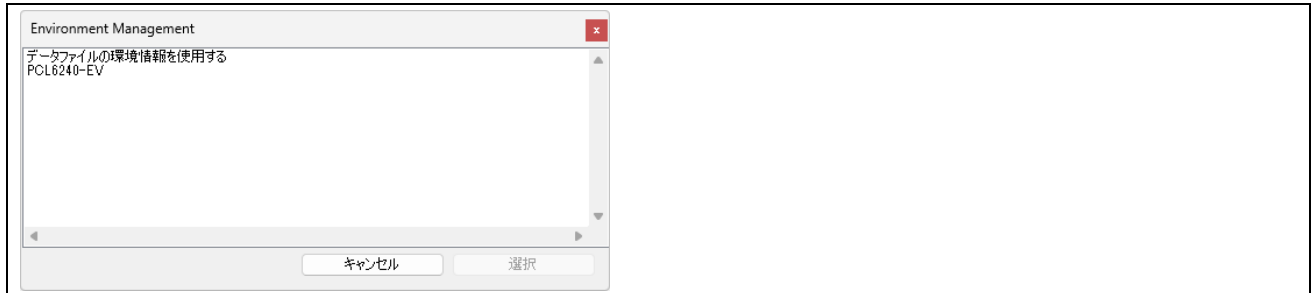 Environment Management
x
データファイルの環境情報を使用する
PCL6240-EV
キャンセル
選択